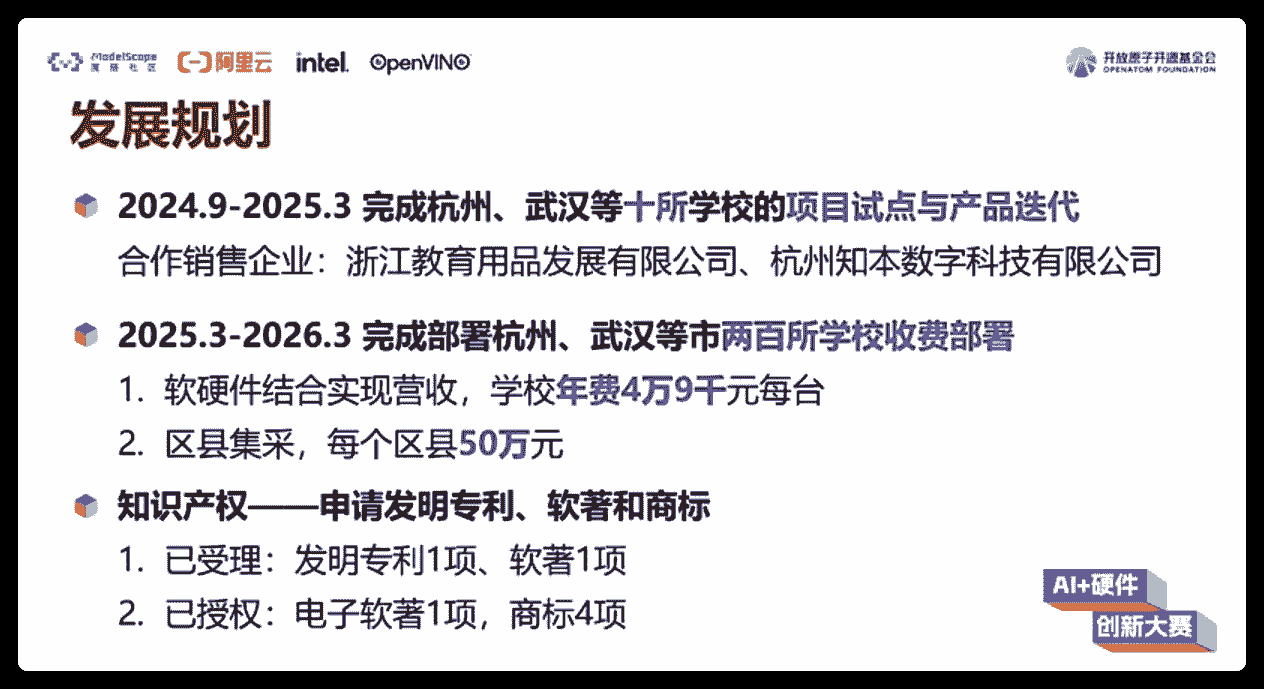 ModelScope
魔搭社区
阿里云
intel.
OpenVINO
开放原子开源基金会
OPENATOM FOUNDATION
发展规划
2024.9-2025.3 完成杭州、武汉等十所学校的项目试点与产品迭代
合作销售企业：浙江教育用品发展有限公司、杭州知本数字科技有限公司
2025.3-2026.3 完成部署杭州、武汉等市两百所学校收费部署
1. 软硬件结合实现营收，学校年费4万9千元每台
2. 区县集采，每个区县50万元
知识产权——申请发明专利、软著和商标
1. 已受理：发明专利1项、软著1项
2. 已授权：电子软著1项，商标4项
AI+硬件
创新大赛